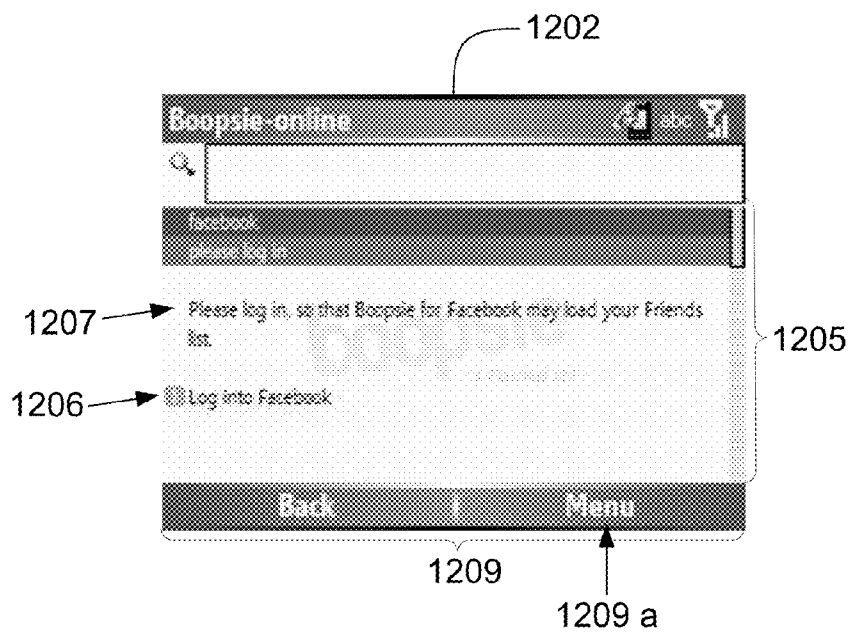 1202
Boopsie-online abc
facebook
please log in
1207 Please log in, so that Boopsie for Facebook may load your Friends
list.
boopsie
1205
1206 Log into Facebook
Back Menu
1209
1209 a